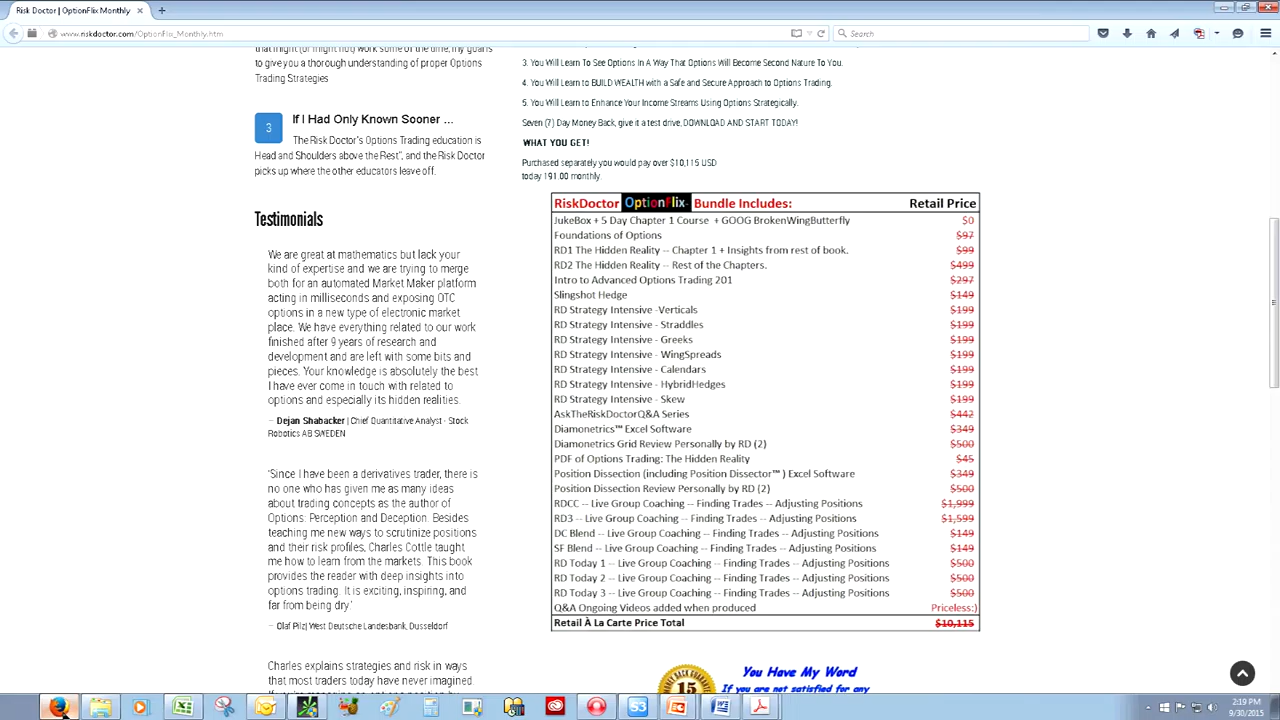 Risk Doctor | OptionFlix Monthly
www.riskdoctor.com/OptionFlix_Monthly.htm
Search
that might (or might not) work some of the time, my goal is
to give you a thorough understanding of proper Options
Trading Strategies
3
If I Had Only Known Sooner ...
The Risk Doctor's Options Trading education is
Head and Shoulders above the Rest", and the Risk Doctor
picks up where the other educators leave off.
Testimonials
'We are great at mathematics but lack your
kind of expertise and we are trying to merge
both for an automated Market Maker platform
acting in milliseconds and exposing OTC
options in a new type of electronic market
place. We have everything related to our work
finished after 9 years of research and
development and are left with some bits and
pieces. Your knowledge is absolutely the best
I have ever come in touch with related to
options and especially its hidden realities.
— Dejan Shabacker | Chief Quantitative Analyst - Stock
Robotics AB SWEDEN
'Since I have been a derivatives trader, there is
no one who has given me as many ideas
about trading concepts as the author of
Options: Perception and Deception. Besides
teaching me new ways to scrutinize positions
and their risk profiles, Charles Cottle taught
me how to learn from the markets. This book
provides the reader with deep insights into
options trading. It is exciting, inspiring, and
far from being dry.'
— Olaf Pilz| West Deutsche Landesbank, Dusseldorf
Charles explains strategies and risk in ways
that most traders today have never imagined.
3. You Will Learn To See Options In A Way That Options Will Become Second Nature To You.
4. You Will Learn to BUILD WEALTH with a Safe and Secure Approach to Options Trading.
5. You Will Learn to Enhance Your Income Streams Using Options Strategically.
Seven (7) Day Money Back, give it a test drive, DOWNLOAD AND START TODAY!
WHAT YOU GET!
Purchased separately you would pay over $10,115 USD
today 191.00 monthly.
RiskDoctor OptionFlix Bundle Includes: Retail Price
JukeBox + 5 Day Chapter 1 Course + GOOG BrokenWingButterfly $0
Foundations of Options $97
RD1 The Hidden Reality -- Chapter 1 + Insights from rest of book. $99
RD2 The Hidden Reality -- Rest of the Chapters. $499
Intro to Advanced Options Trading 201 $297
Slingshot Hedge $149
RD Strategy Intensive -Verticals $199
RD Strategy Intensive - Straddles $199
RD Strategy Intensive - Greeks $199
RD Strategy Intensive - WingSpreads $199
RD Strategy Intensive - Calendars $199
RD Strategy Intensive - HybridHedges $199
RD Strategy Intensive - Skew $199
AskTheRiskDoctorQ&A Series $442
Diamonetrics™ Excel Software $349
Diamonetrics Grid Review Personally by RD (2) $500
PDF of Options Trading: The Hidden Reality $45
Position Dissection (including Position Dissector™ ) Excel Software $349
Position Dissection Review Personally by RD (2) $500
RDCC -- Live Group Coaching -- Finding Trades -- Adjusting Positions $1,999
RD3 -- Live Group Coaching -- Finding Trades -- Adjusting Positions $1,599
DC Blend -- Live Group Coaching -- Finding Trades -- Adjusting Positions $149
SF Blend -- Live Group Coaching -- Finding Trades -- Adjusting Positions $149
RD Today 1 -- Live Group Coaching -- Finding Trades -- Adjusting Positions $500
RD Today 2 -- Live Group Coaching -- Finding Trades -- Adjusting Positions $500
RD Today 3 -- Live Group Coaching -- Finding Trades -- Adjusting Positions $500
Q&A Ongoing Videos added when produced Priceless:)
Retail À La Carte Price Total $10,115
15
You Have My Word
If you are not satisfied for any
2:19 PM
9/30/2015